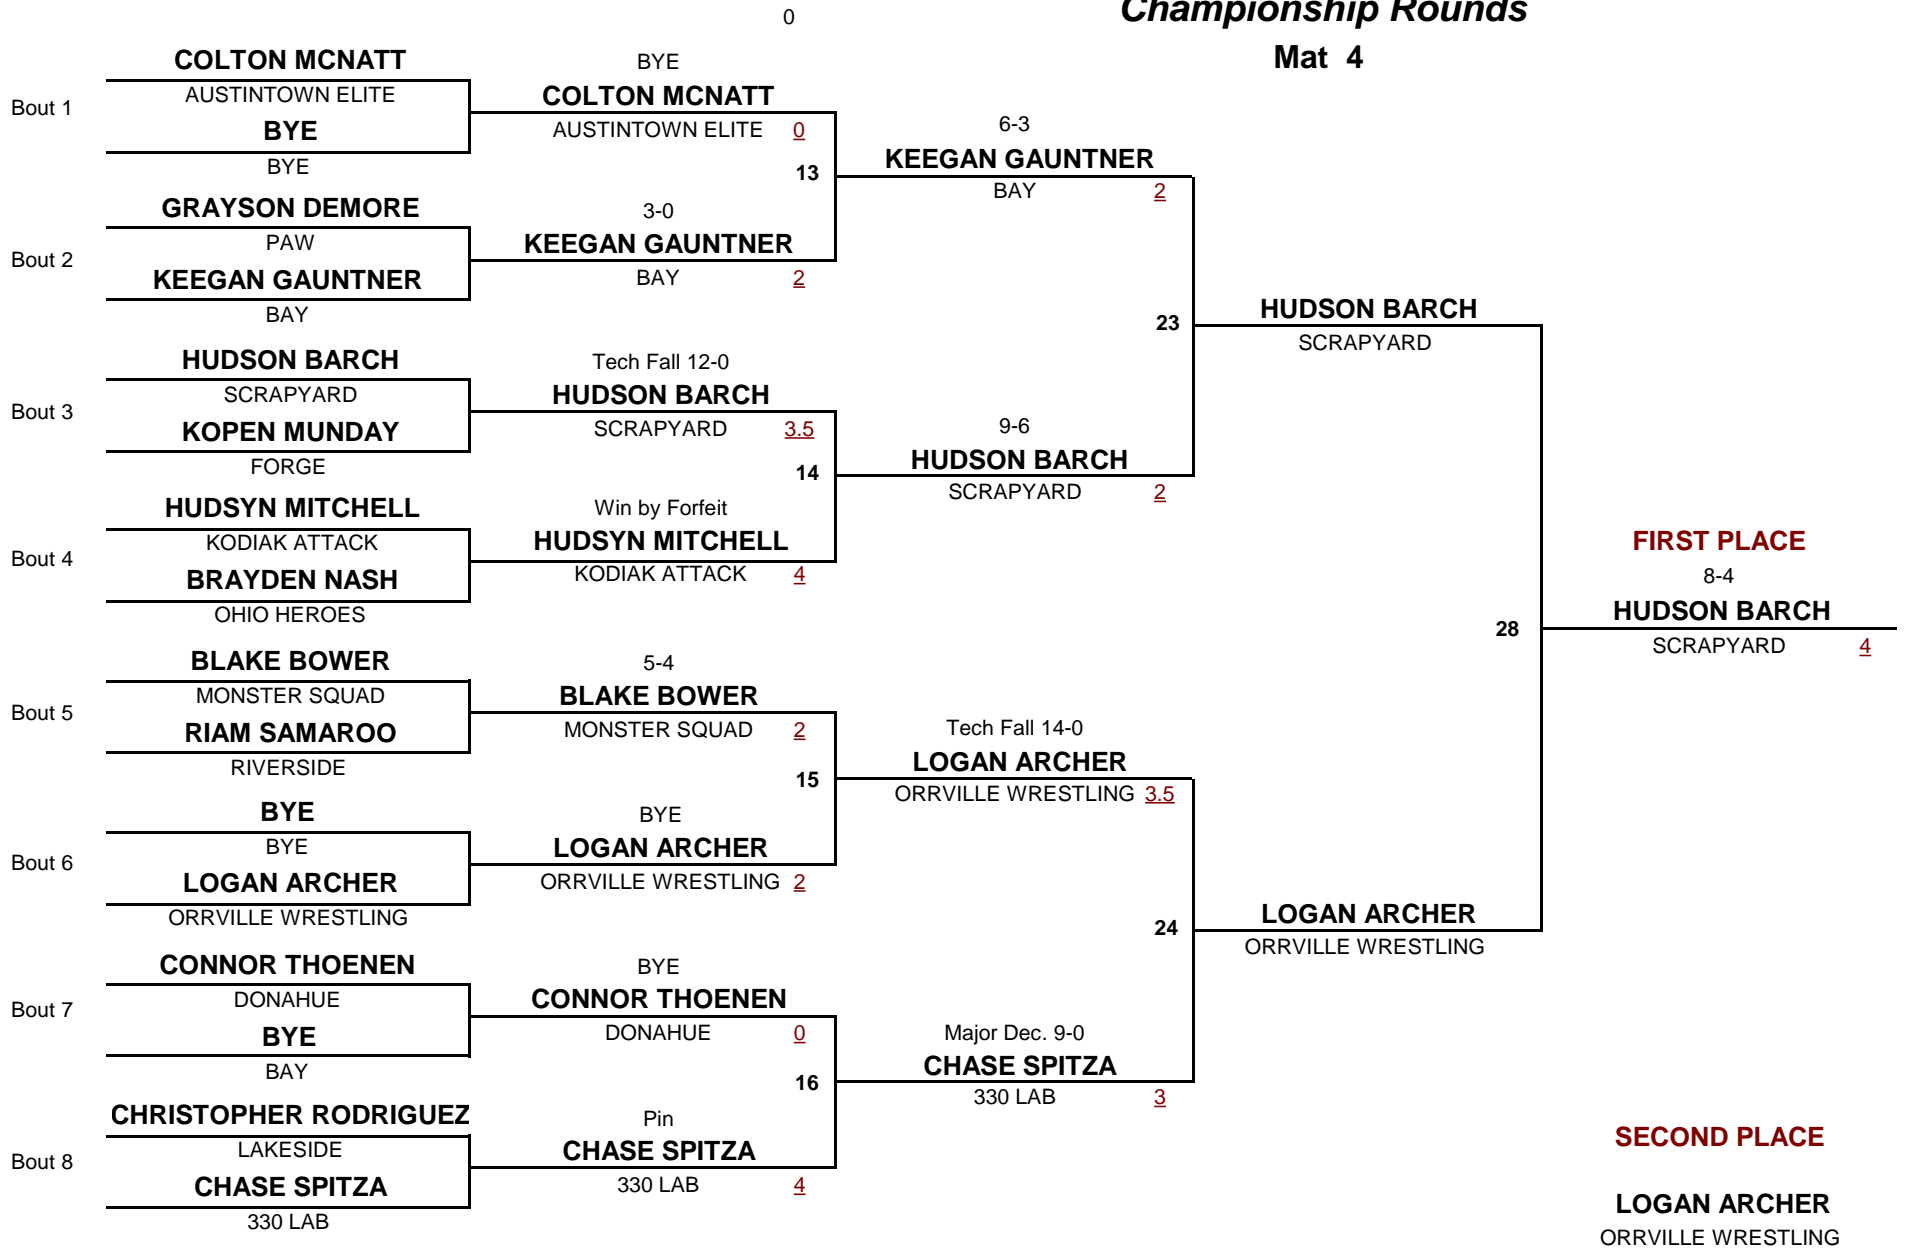 0
Championship Rounds
Mat 4
COLTON MCNATT
Bout 1
AUSTINTOWN ELITE
BYE
BYE
GRAYSON DEMORE
Bout 2
PAW
KEEGAN GAUNTNER
BAY
HUDSON BARCH
Bout 3
SCRAPYARD
KOPEN MUNDAY
FORGE
HUDSYN MITCHELL
Bout 4
KODIAK ATTACK
BRAYDEN NASH
OHIO HEROES
BLAKE BOWER
Bout 5
MONSTER SQUAD
RIAM SAMAROO
RIVERSIDE
BYE
Bout 6
BYE
LOGAN ARCHER
ORRVILLE WRESTLING
CONNOR THOENEN
Bout 7
DONAHUE
BYE
BAY
CHRISTOPHER RODRIGUEZ
Bout 8
LAKESIDE
CHASE SPITZA
330 LAB
BYE
COLTON MCNATT
AUSTINTOWN ELITE 0
13
3-0
KEEGAN GAUNTNER
BAY 2
Tech Fall 12-0
HUDSON BARCH
SCRAPYARD 3.5
14
Win by Forfeit
HUDSYN MITCHELL
KODIAK ATTACK 4
5-4
BLAKE BOWER
MONSTER SQUAD 2
15
BYE
LOGAN ARCHER
ORRVILLE WRESTLING 2
BYE
CONNOR THOENEN
DONAHUE 0
16
Pin
CHASE SPITZA
330 LAB 4
6-3
KEEGAN GAUNTNER
BAY 2
23
9-6
HUDSON BARCH
SCRAPYARD 2
Tech Fall 14-0
LOGAN ARCHER
ORRVILLE WRESTLING 3.5
24
Major Dec. 9-0
CHASE SPITZA
330 LAB 3
HUDSON BARCH
SCRAPYARD
28
LOGAN ARCHER
ORRVILLE WRESTLING
FIRST PLACE
8-4
HUDSON BARCH
SCRAPYARD 4
SECOND PLACE
LOGAN ARCHER
ORRVILLE WRESTLING